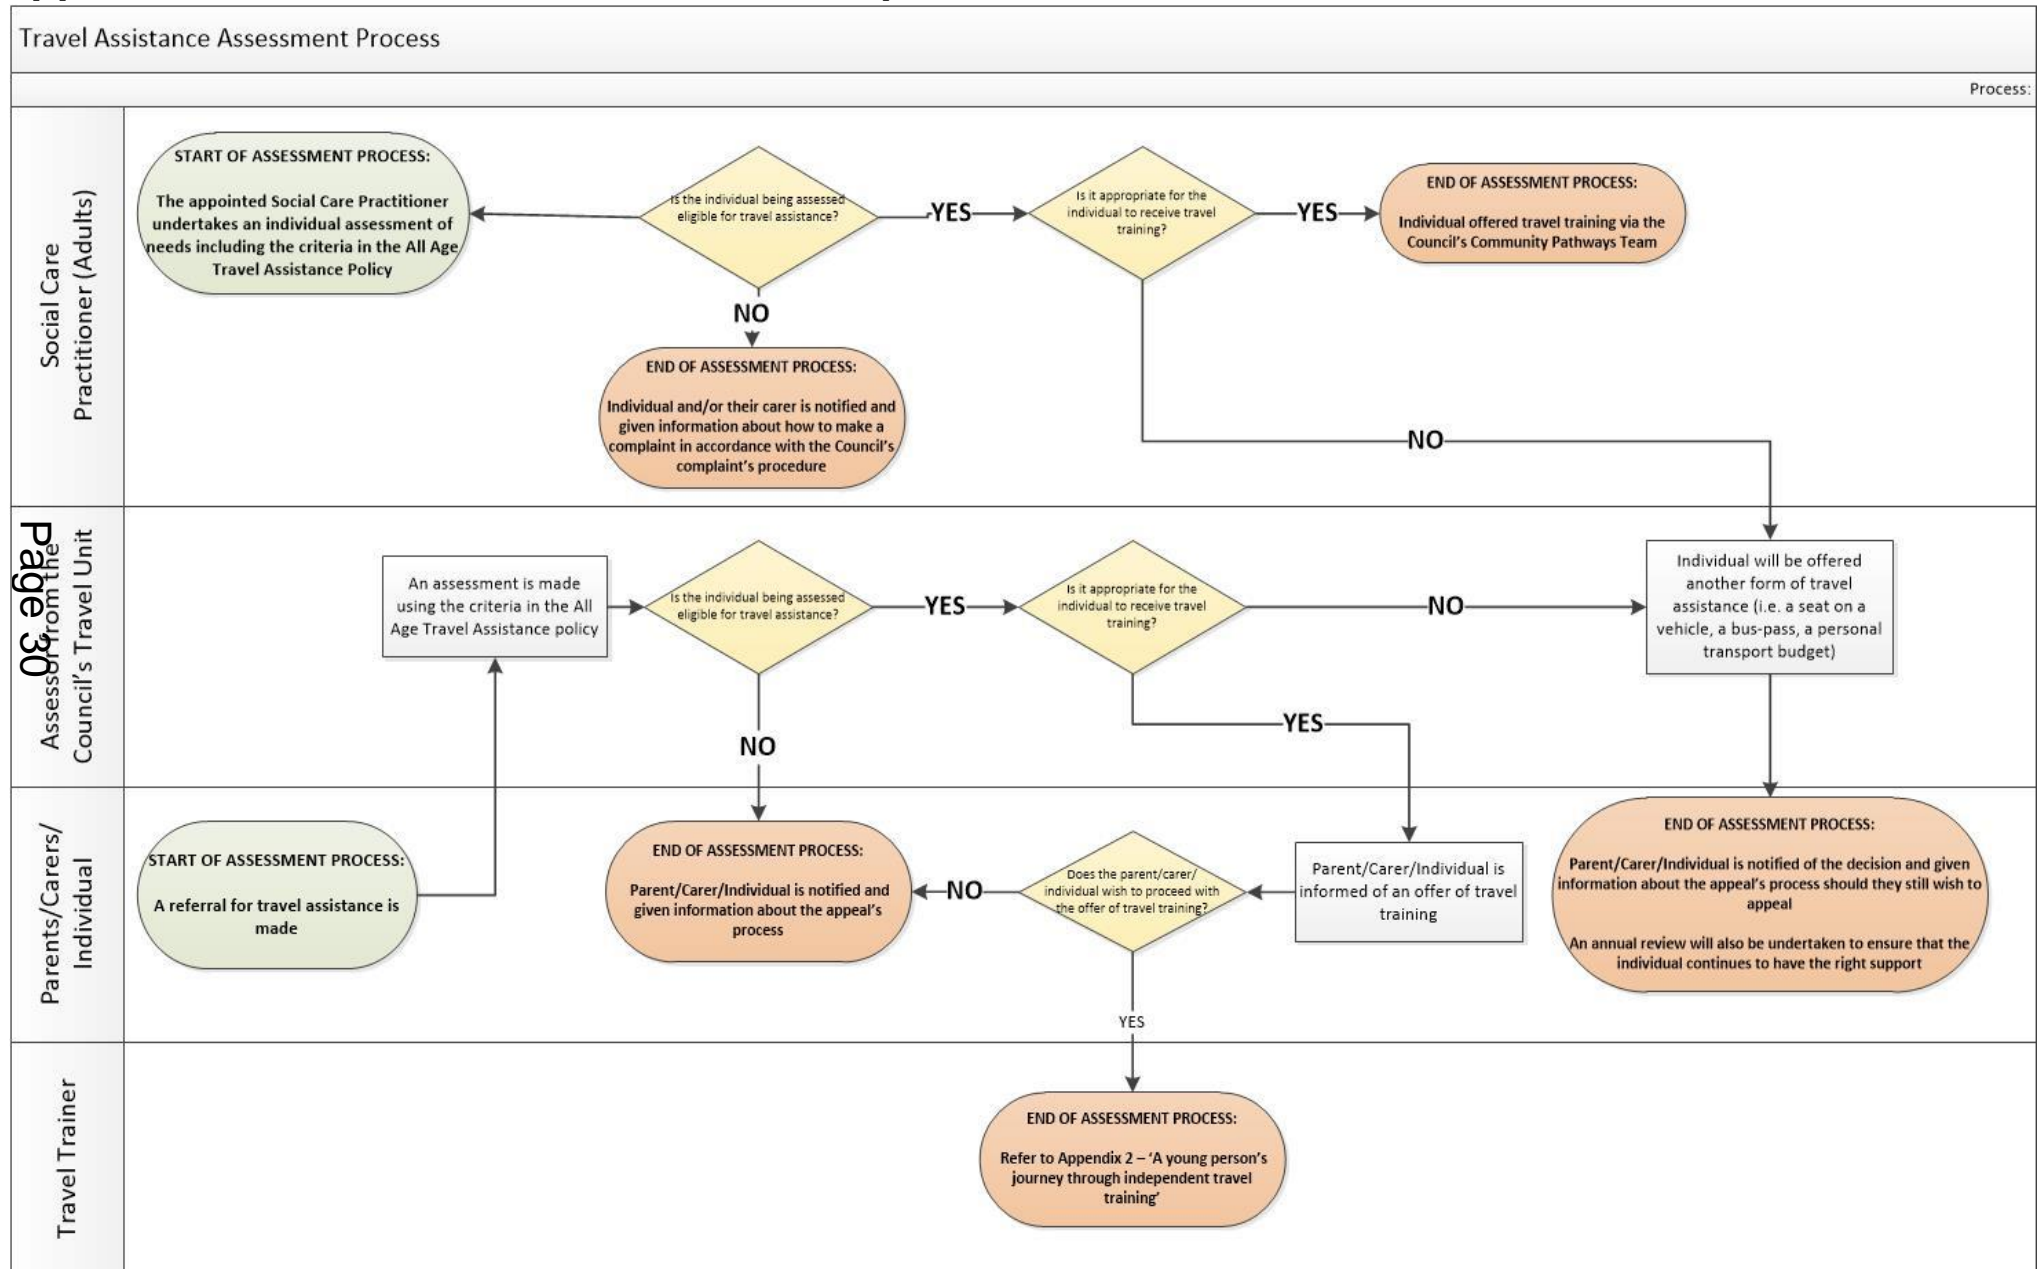 Travel Assistance Assessment Process
Process:
Social Care
Practitioner (Adults)
START OF ASSESSMENT PROCESS:
The appointed Social Care Practitioner
undertakes an individual assessment of
needs including the criteria in the All Age
Travel Assistance Policy
Is the individual being assessed
eligible for travel assistance?
YES
Is it appropriate for the
individual to receive travel
training?
YES
END OF ASSESSMENT PROCESS:
Individual offered travel training via the
Council's Community Pathways Team
NO
END OF ASSESSMENT PROCESS:
Individual and/or their carer is notified and
given information about how to make a
complaint in accordance with the Council's
complaint's procedure
NO
Page 30
Assessor from the
Council's Travel Unit
An assessment is made
using the criteria in the All
Age Travel Assistance policy
Is the individual being assessed
eligible for travel assistance?
YES
Is it appropriate for the
individual to receive travel
training?
NO
Individual will be offered
another form of travel
assistance (i.e. a seat on a
vehicle, a bus-pass, a personal
transport budget)
NO
YES
Parents/Carers/
Individual
START OF ASSESSMENT PROCESS:
A referral for travel assistance is
made
END OF ASSESSMENT PROCESS:
Parent/Carer/Individual is notified and
given information about the appeal's
process
NO
Does the parent/carer/
individual wish to proceed with
the offer of travel training?
Parent/Carer/Individual is
informed of an offer of travel
training
END OF ASSESSMENT PROCESS:
Parent/Carer/Individual is notified of the decision and given
information about the appeal's process should they still wish to
appeal
An annual review will also be undertaken to ensure that the
individual continues to have the right support
YES
Travel Trainer
END OF ASSESSMENT PROCESS:
Refer to Appendix 2 – 'A young person's
journey through independent travel
training'